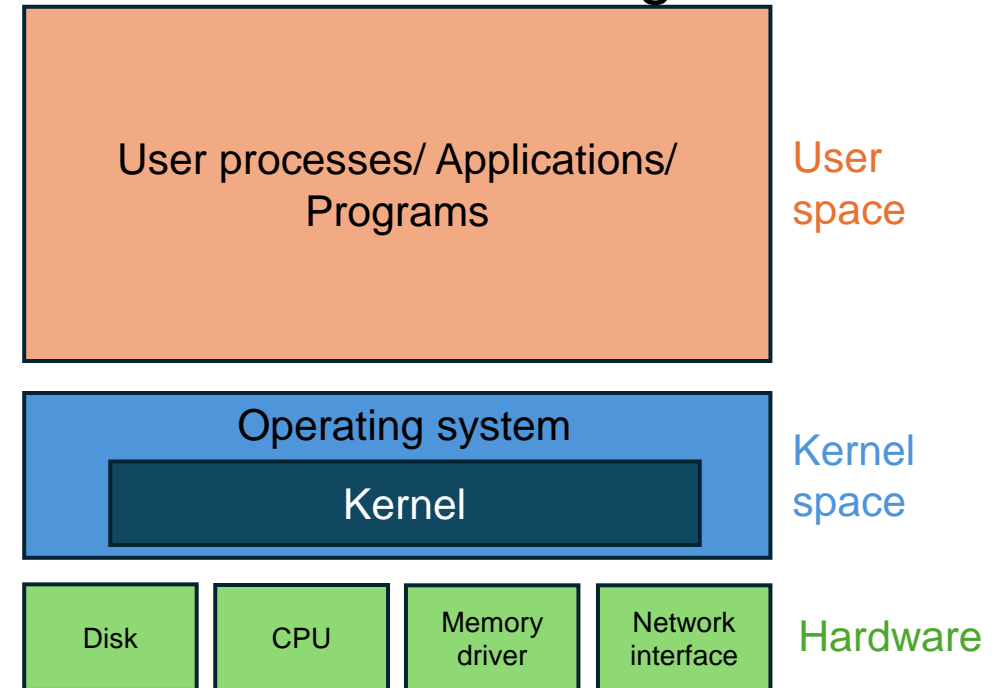 User processes/ Applications/
Programs
User
space
Operating system
Kernel
Kernel
space
Disk
CPU
Memory
driver
Network
interface
Hardware